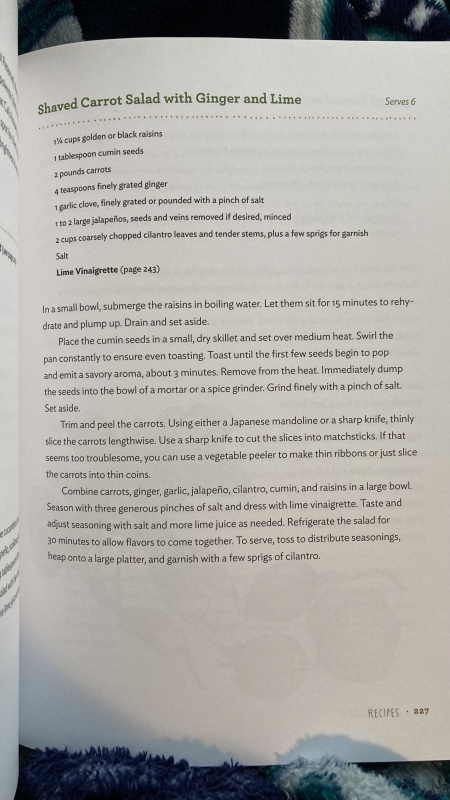 Shaved Carrot Salad with Ginger and Lime
Serves 6
1¼ cups golden or black raisins
1 tablespoon cumin seeds
2 pounds carrots
4 teaspoons finely grated ginger
1 garlic clove, finely grated or pounded with a pinch of salt
1 to 2 large jalapeños, seeds and veins removed if desired, minced
2 cups coarsely chopped cilantro leaves and tender stems, plus a few sprigs for garnish
Salt
Lime Vinaigrette (page 243)
In a small bowl, submerge the raisins in boiling water. Let them sit for 15 minutes to rehy-
drate and plump up. Drain and set aside.
Place the cumin seeds in a small, dry skillet and set over medium heat. Swirl the
pan constantly to ensure even toasting. Toast until the first few seeds begin to pop
and emit a savory aroma, about 3 minutes. Remove from the heat. Immediately dump
the seeds into the bowl of a mortar or a spice grinder. Grind finely with a pinch of salt.
Set aside.
Trim and peel the carrots. Using either a Japanese mandoline or a sharp knife, thinly
slice the carrots lengthwise. Use a sharp knife to cut the slices into matchsticks. If that
seems too troublesome, you can use a vegetable peeler to make thin ribbons or just slice
the carrots into thin coins.
Combine carrots, ginger, garlic, jalapeño, cilantro, cumin, and raisins in a large bowl.
Season with three generous pinches of salt and dress with lime vinaigrette. Taste and
adjust seasoning with salt and more lime juice as needed. Refrigerate the salad for
30 minutes to allow flavors to come together. To serve, toss to distribute seasonings,
heap onto a large platter, and garnish with a few sprigs of cilantro.
RECIPES • 227